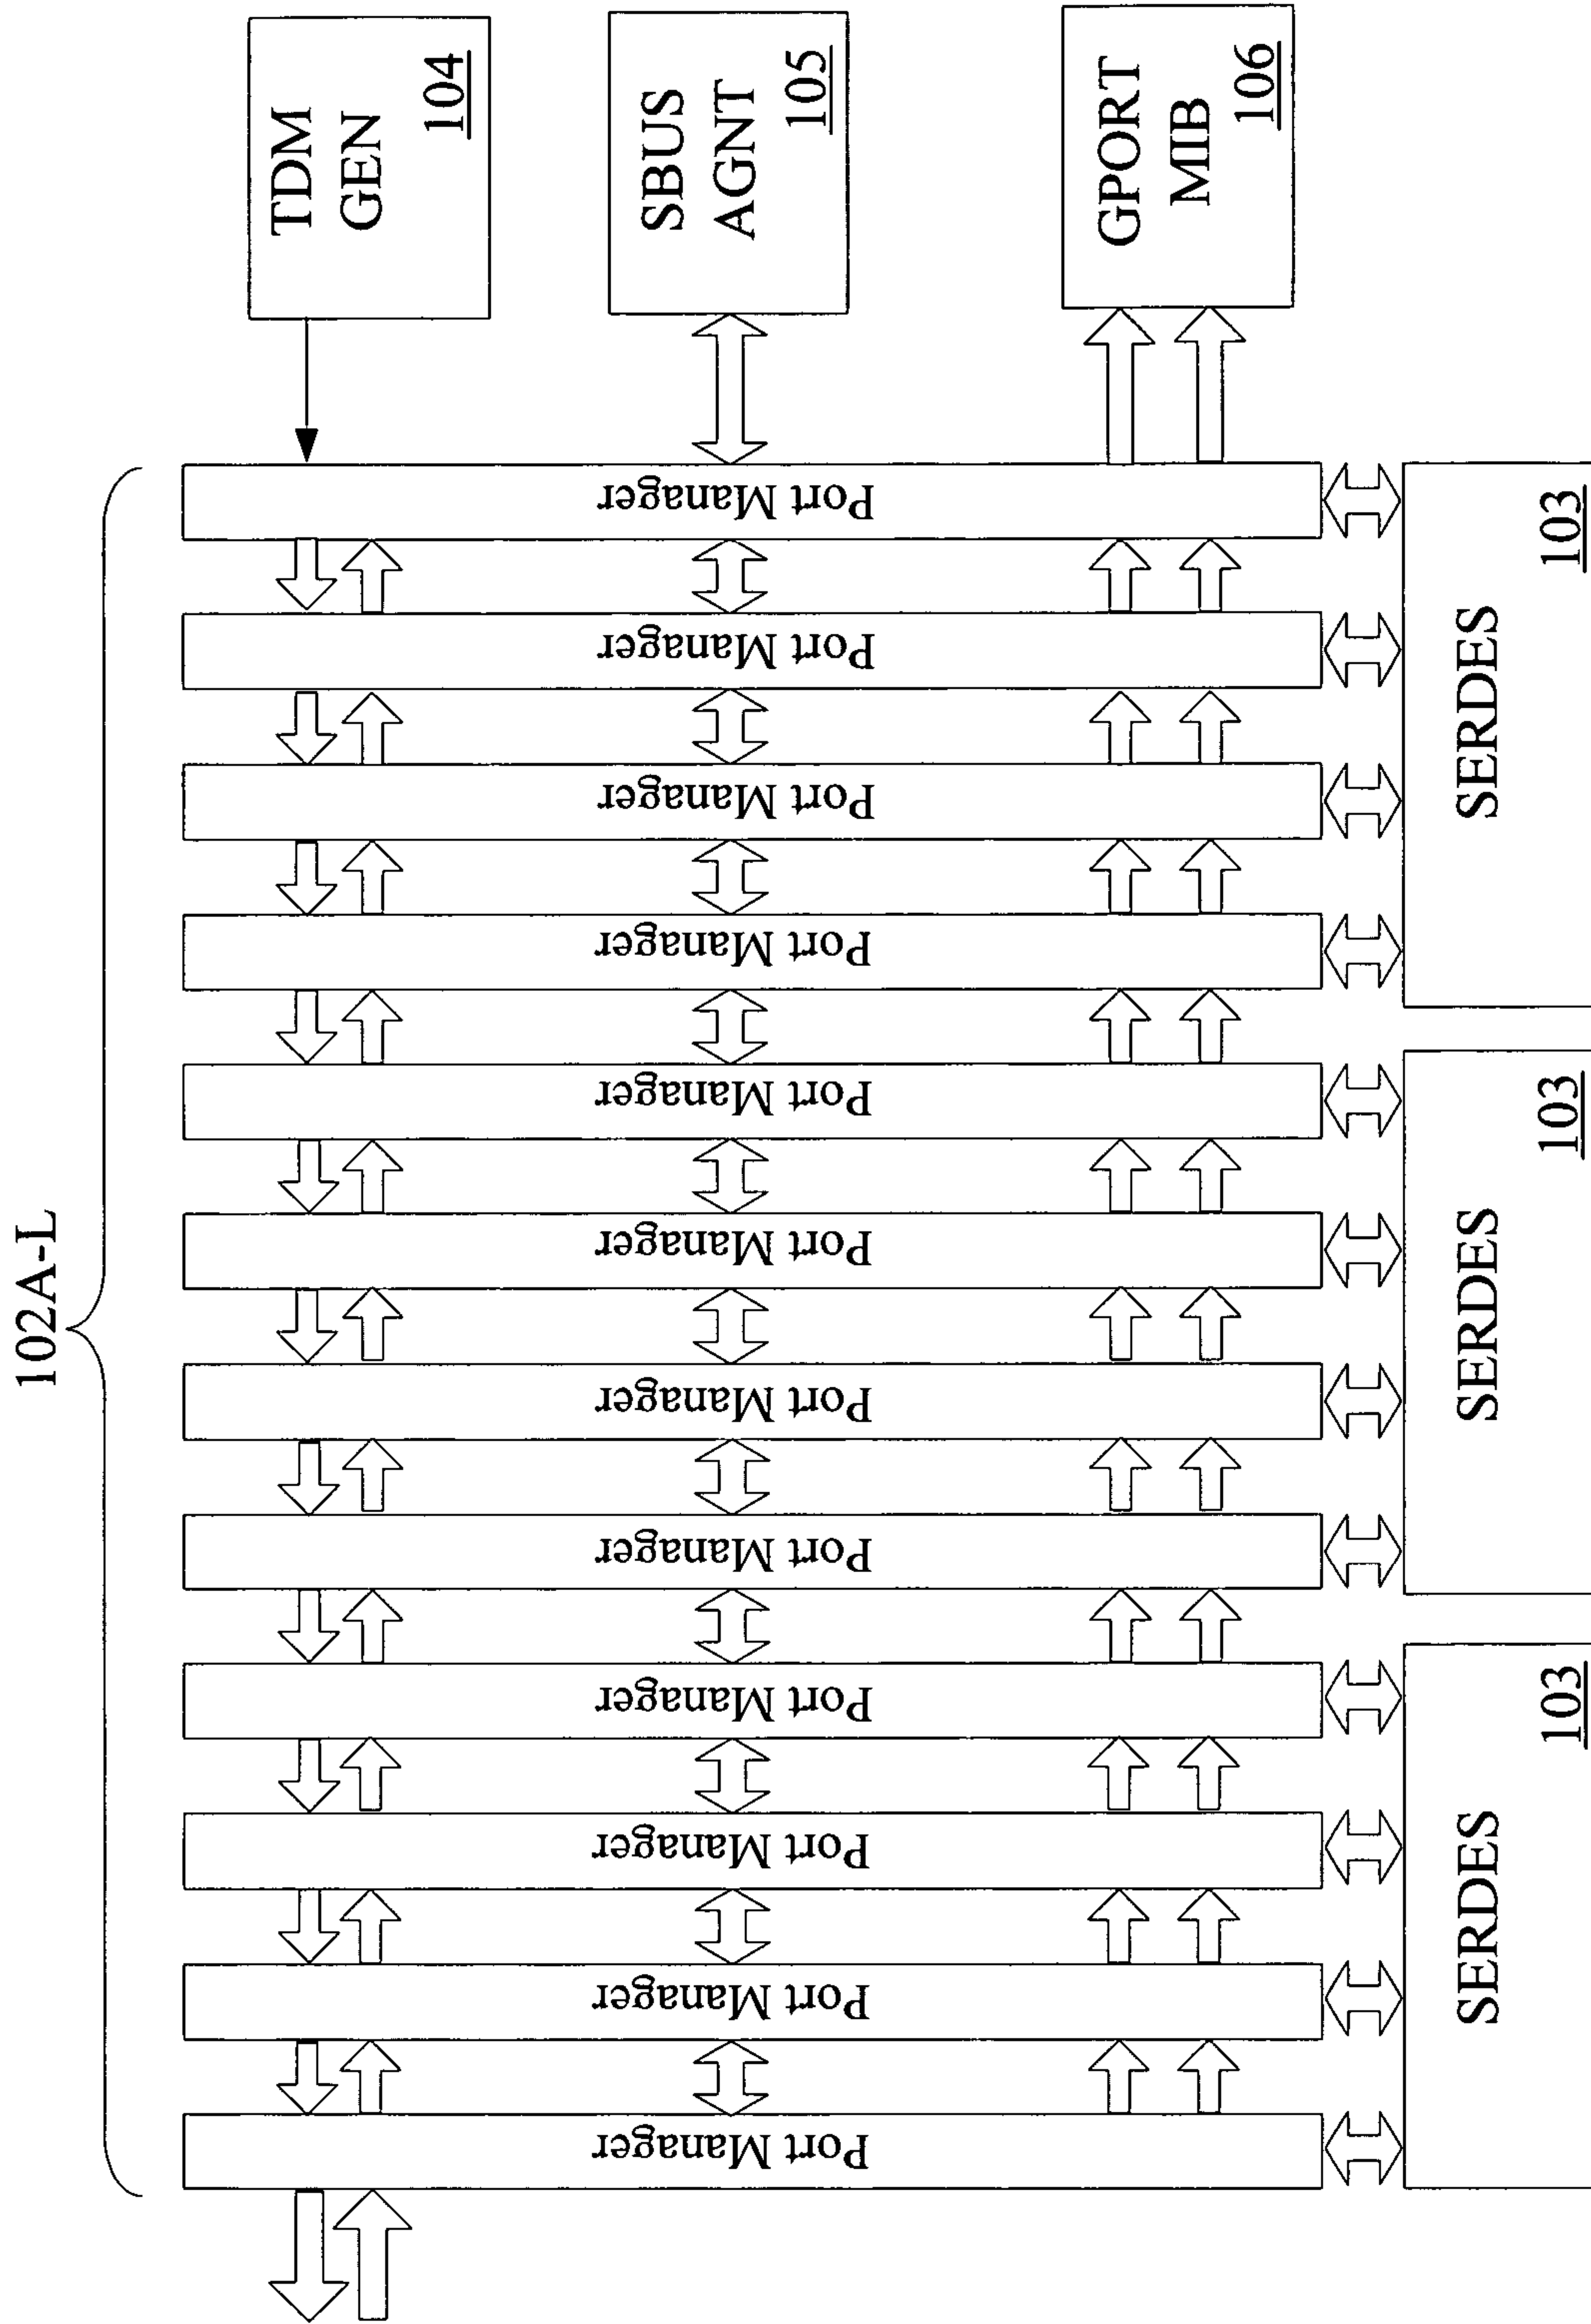 102A-L
Port Manager
Port Manager
Port Manager
Port Manager
Port Manager
Port Manager
Port Manager
Port Manager
Port Manager
Port Manager
Port Manager
Port Manager
TDM
GEN
104
SBUS
AGNT
105
GPORT
MIB
106
SERDES
103
SERDES
103
SERDES
103